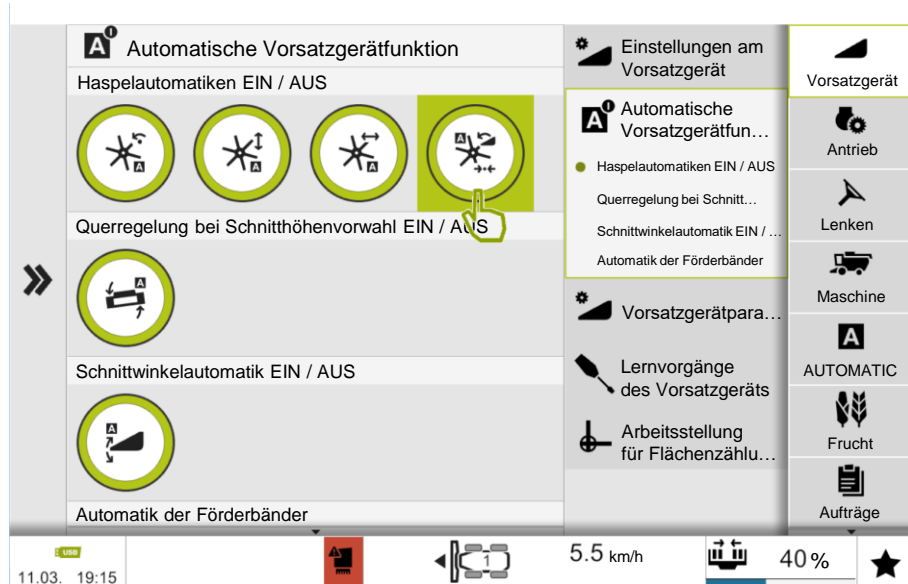 Automatische Vorsatzgerätfunktion
Haspelautomatiken EIN / AUS
Querregelung bei Schnitthöhenvorwahl EIN / AUS
Schnittwinkelautomatik EIN / AUS
Automatik der Förderbänder
Einstellungen am
Vorsatzgerät
Automatische
Vorsatzgerätfun…
Haspelautomatiken EIN / AUS
Querregelung bei Schnitt…
Schnittwinkelautomatik EIN / …
Automatik der Förderbänder
Vorsatzgerätpara…
Lernvorgänge
des Vorsatzgeräts
Arbeitsstellung
für Flächenzählu…
Vorsatzgerät
Antrieb
Lenken
Maschine
A
AUTOMATIC
Frucht
Aufträge
USB
11.03. 19:15
1
5.5 km/h
40 %